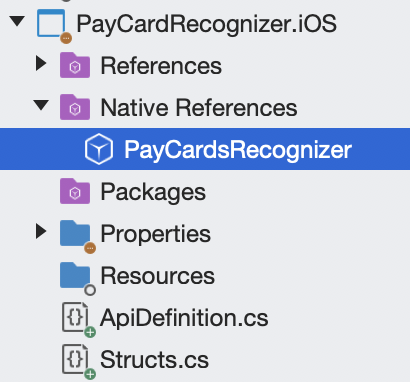 PayCardRecognizer.iOS
References
Native References
PayCardsRecognizer
Packages
Properties
Resources
ApiDefinition.cs
Structs.cs